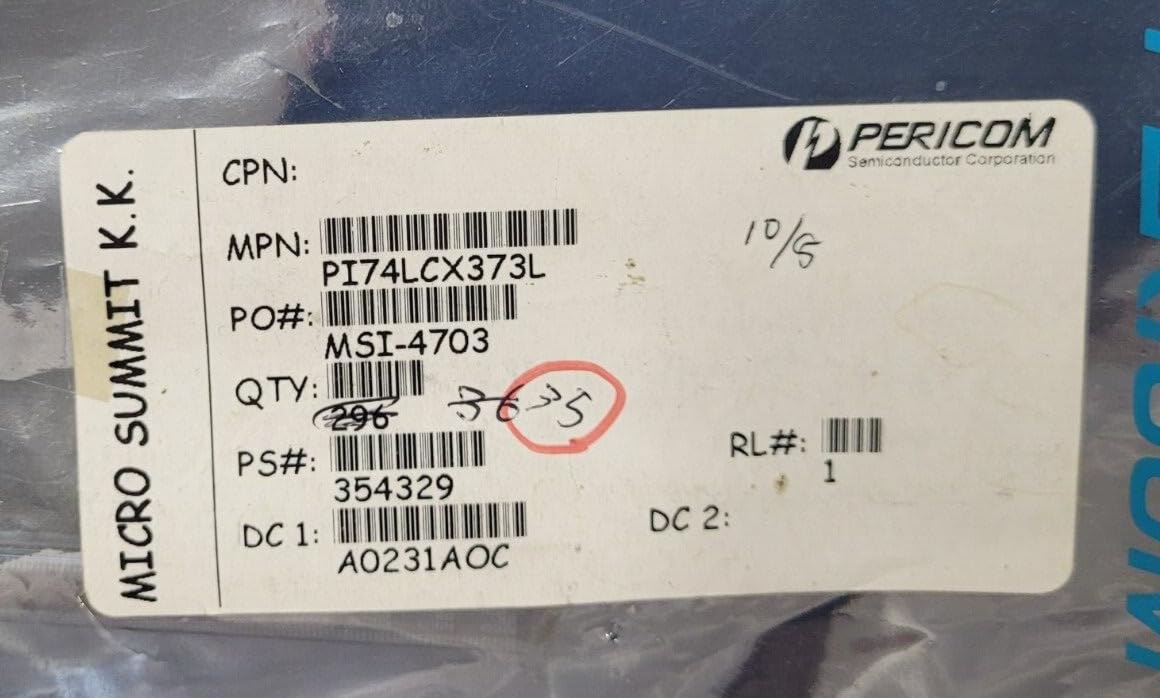 MICRO SUMMIT K.K.
PERICOM
Semiconductor Corporation
CPN:
10/5
MPN:
PI74LCX373L
PO#:
MSI-4703
QTY:
296 36 35
PS#:
354329
RL#:
1
DC 1:
A0231AOC
DC 2: